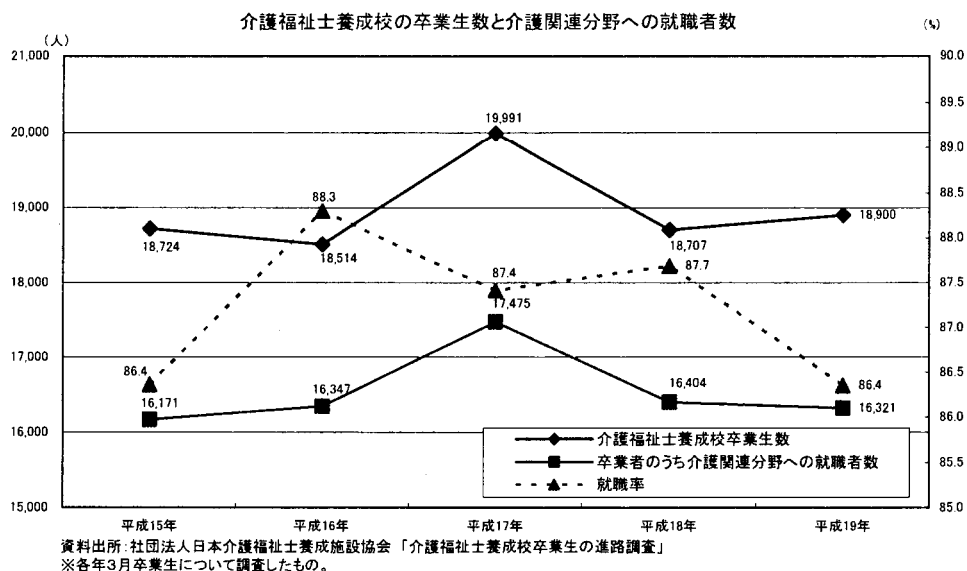 介護福祉士養成校の卒業生数と介護関連分野への就職者数
(人)
(%)
21,000
20,000
19,000
18,000
17,000
16,000
15,000
90.0
89.5
89.0
88.5
88.0
87.5
87.0
86.5
86.0
85.5
85.0
18,724
18,514
19,991
18,707
18,900
86.4
88.3
87.4
87.7
86.4
16,171
16,347
17,475
16,404
16,321
介護福祉士養成校卒業生数
卒業者のうち介護関連分野への就職者数
就職率
平成15年
平成16年
平成17年
平成18年
平成19年
資料出所:社団法人日本介護福祉士養成施設協会 「介護福祉士養成校卒業生の進路調査」
※各年3月卒業生について調査したもの。